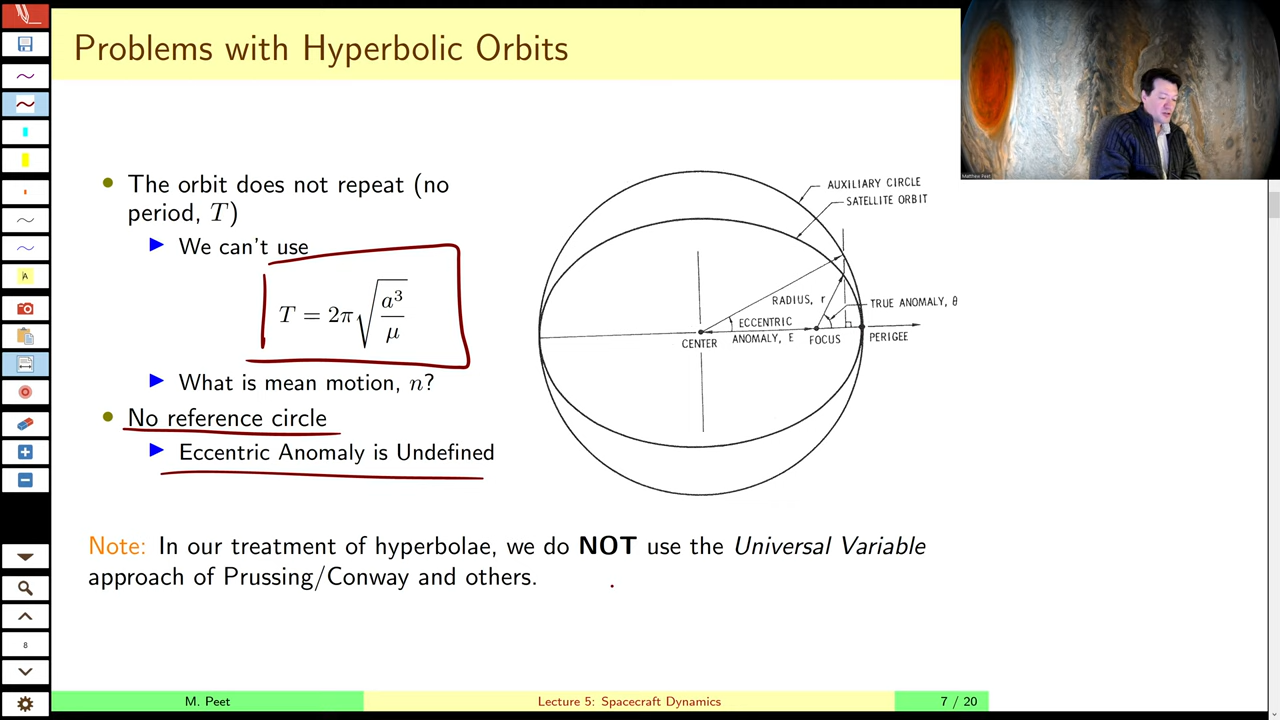 Problems with Hyperbolic Orbits
Matthew Peet
The orbit does not repeat (no
period, T)
We can't use
T = 2π√(a³/μ)
What is mean motion, n?
No reference circle
Eccentric Anomaly is Undefined
AUXILIARY CIRCLE
SATELLITE ORBIT
RADIUS, r
TRUE ANOMALY, θ
ECCENTRIC
ANOMALY, E
CENTER
FOCUS
PERIGEE
Note: In our treatment of hyperbolae, we do NOT use the Universal Variable
approach of Prussing/Conway and others.
8
M. Peet
Lecture 5: Spacecraft Dynamics
7 / 20